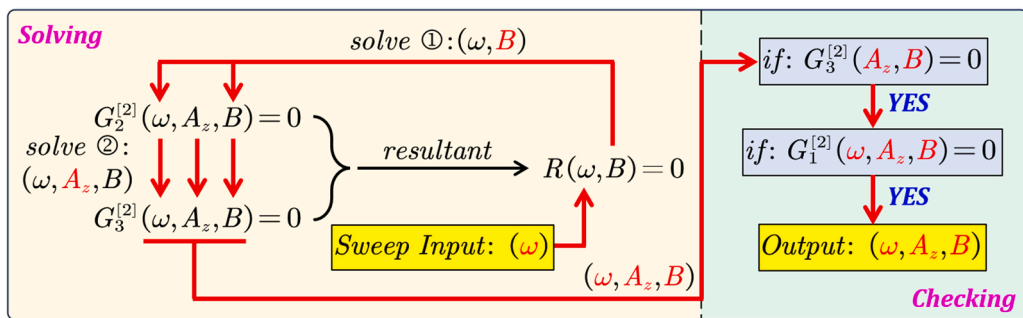 Solving
solve ①:(ω,B)
G₂^[2](ω,A_z,B)=0
solve ②:
(ω,A_z,B)
G₃^[2](ω,A_z,B)=0
resultant
R(ω,B)=0
Sweep Input: (ω)
(ω,A_z,B)
if: G₃^[2](A_z,B)=0
YES
if: G₁^[2](ω,A_z,B)=0
YES
Output: (ω,A_z,B)
Checking